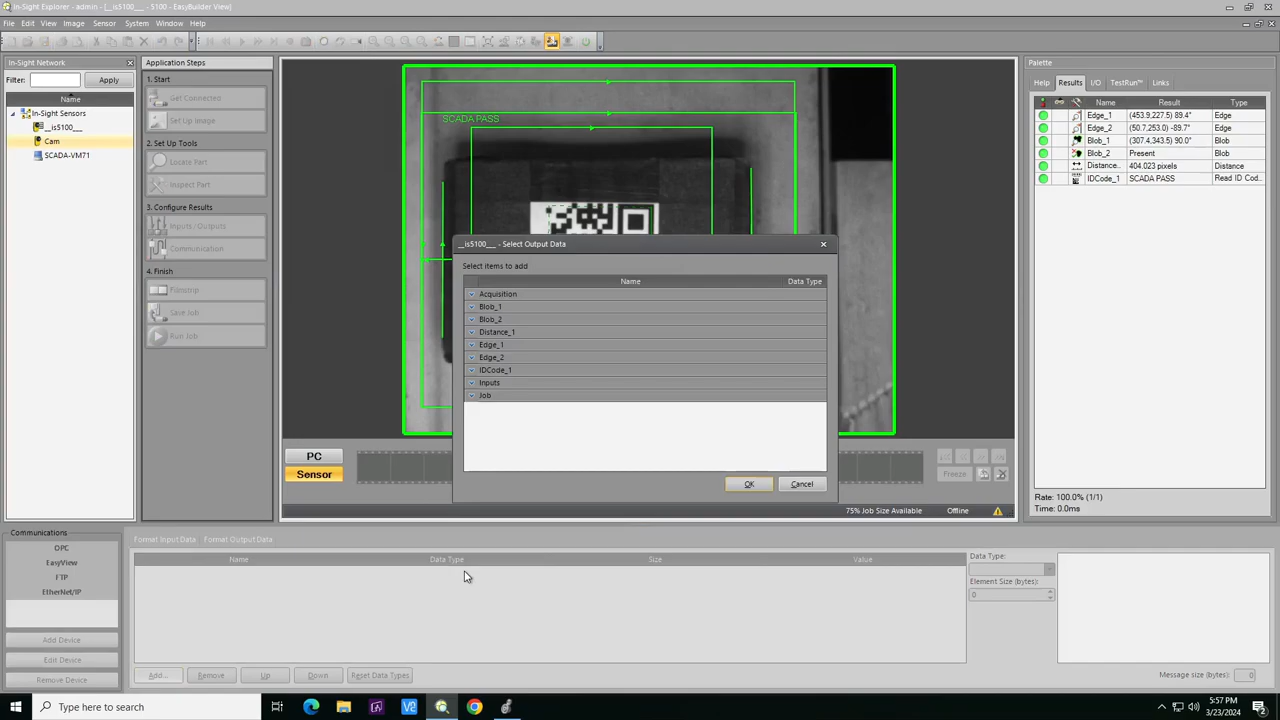 In-Sight Explorer - admin - [__is5100___ - 5100 - EasyBuilder View]
File Edit View Image Sensor System Window Help
In-Sight Network
Filter: Apply
Name
In-Sight Sensors
__is5100___
Cam
SCADA-VM71
Application Steps
1. Start
Get Connected
Set Up Image
2. Set Up Tools
Locate Part
Inspect Part
3. Configure Results
Inputs / Outputs
Communication
4. Finish
Filmstrip
Save Job
Run Job
SCADA PASS
__is5100___ - Select Output Data
Select items to add
Name Data Type
Acquisition
Blob_1
Blob_2
Distance_1
Edge_1
Edge_2
IDCode_1
Inputs
Job
OK Cancel
PC
Sensor
Freeze
75% Job Size Available Offline
Palette
Help Results I/O TestRun™ Links
Name Result Type
Edge_1 (453.9,227.5) 89.4° Edge
Edge_2 (50.7,253.0) -89.7° Edge
Blob_1 (307.4,343.5) 90.0° Blob
Blob_2 Present Blob
Distance... 404.023 pixels Distance
IDCode_1 SCADA PASS Read ID Cod...
Rate: 100.0% (1/1)
Time: 0.0ms
Communications
OPC
EasyView
FTP
EtherNet/IP
Add Device
Edit Device
Remove Device
Format Input Data Format Output Data
Name Data Type Size Value
Add... Remove Up Down Reset Data Types
Data Type:
Element Size (bytes):
0
Message size (bytes): 0
Type here to search
5:57 PM
3/23/2024
2